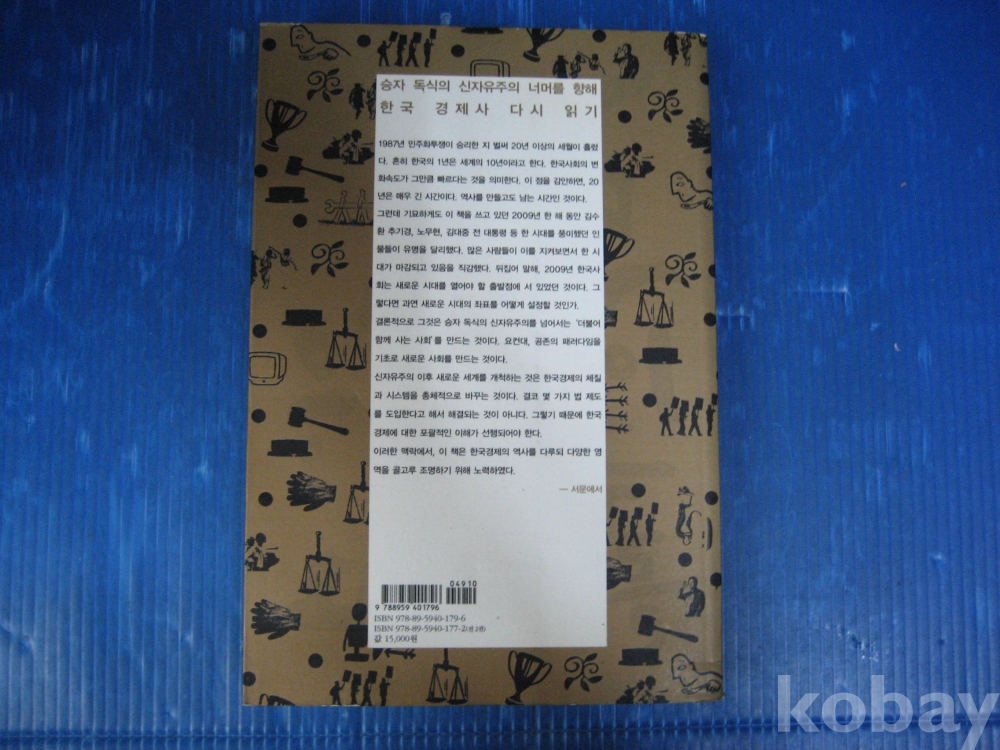 승자 독식의 신자유주의 너머를 향해
한국 경제사 다시 읽기
1987년 민주화투쟁이 승리한 지 벌써 20년 이상의 세월이 흘렀
다. 흔히 한국의 1년은 세계의 10년이라고 한다. 한국사회의 변
화속도가 그만큼 빠르다는 것을 의미한다. 이 점을 감안하면, 20
년은 매우 긴 시간이다. 역사를 만들고도 남는 시간인 것이다.
그런데 기묘하게도 이 책을 쓰고 있던 2009년 한 해 동안 김수
환 추기경, 노무현, 김대중 전 대통령 등 한 시대를 풍미했던 인
물들이 유명을 달리했다. 많은 사람들이 이를 지켜보면서 한 시
대가 마감되고 있음을 직감했다. 뒤집어 말해, 2009년 한국사
회는 새로운 시대를 열어야 할 출발점에 서 있었던 것이다. 그
렇다면 과연 새로운 시대의 좌표를 어떻게 설정할 것인가.
결론적으로 그것은 승자 독식의 신자유주의를 넘어서는 '더불어
함께 사는 사회'를 만드는 것이다. 요컨대, 공존의 패러다임을
기초로 새로운 사회를 만드는 것이다.
신자유주의 이후 새로운 세계를 개척하는 것은 한국경제의 체질
과 시스템을 총체적으로 바꾸는 것이다. 결코 몇 가지 법 제도
를 도입한다고 해서 해결되는 것이 아니다. 그렇기 때문에 한국
경제에 대한 포괄적인 이해가 선행되어야 한다.
이러한 맥락에서, 이 책은 한국경제의 역사를 다루되 다양한 영
역을 골고루 조명하기 위해 노력하였다.
— 서문에서
04910
9 788959 401796
ISBN 978-89-5940-179-6
ISBN 978-89-5940-177-2(전 2권)
값 15,000원
kobay